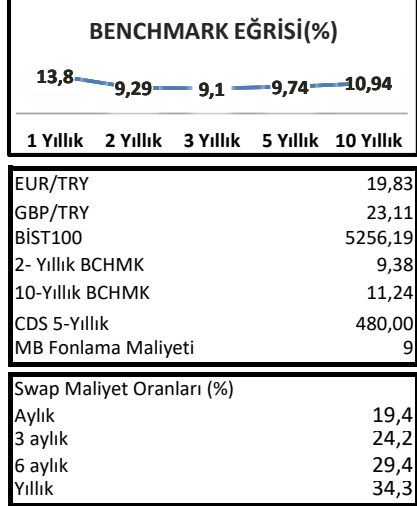 BENCHMARK EĞRİSİ(%)
13,8 9,29 9,1 9,74 10,94
1 Yıllık 2 Yıllık 3 Yıllık 5 Yıllık 10 Yıllık
EUR/TRY 19,83
GBP/TRY 23,11
BİST100 5256,19
2- Yıllık BCHMK 9,38
10-Yıllık BCHMK 11,24
CDS 5-Yıllık 480,00
MB Fonlama Maliyeti 9
Swap Maliyet Oranları (%)
Aylık 19,4
3 aylık 24,2
6 aylık 29,4
Yıllık 34,3